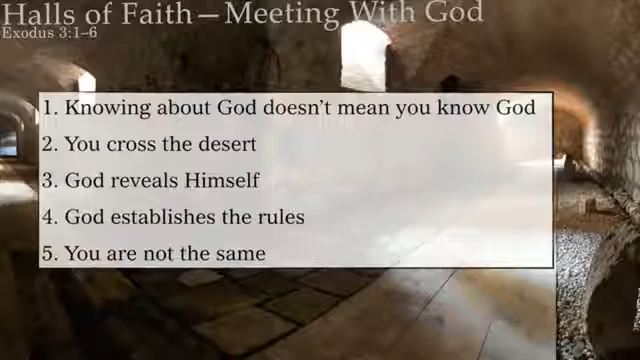 Halls of Faith—Meeting With God
Exodus 3:1–6
1. Knowing about God doesn't mean you know God
2. You cross the desert
3. God reveals Himself
4. God establishes the rules
5. You are not the same